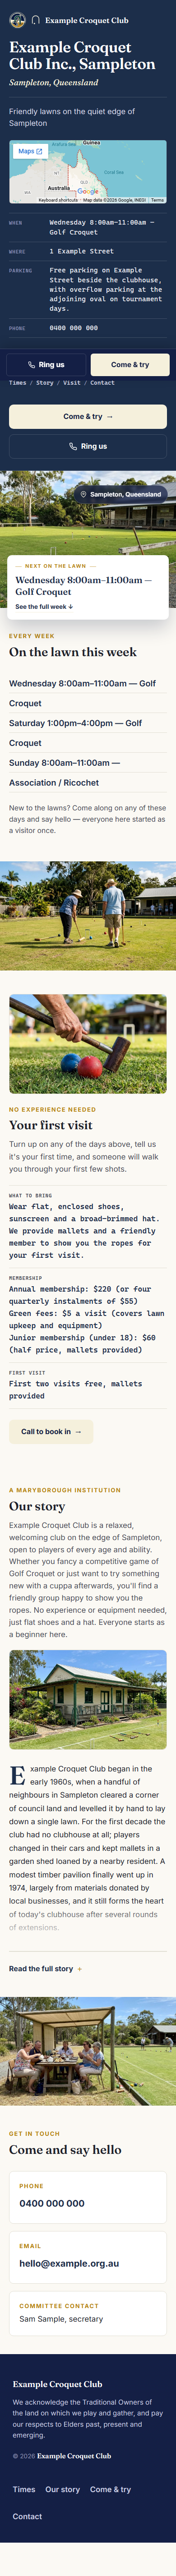 Example Croquet Club
Example Croquet
Club Inc., Sampleton
Sampleton, Queensland
Friendly lawns on the quiet edge of
Sampleton
Maps
Guinea
Coral Sea
Australia
Google
Keyboard shortcuts
Map data ©2026 Google, INEGI
Terms
WHEN
Wednesday 8:00am–11:00am —
Golf Croquet
WHERE
1 Example Street
PARKING
Free parking on Example
Street beside the clubhouse,
with overflow parking at the
adjoining oval on tournament
days.
PHONE
0400 000 000
Ring us
Come & try
Times / Story / Visit / Contact
Come & try →
Ring us
Sampleton, Queensland
NEXT ON THE LAWN
Wednesday 8:00am–11:00am —
Golf Croquet
See the full week ↓
EVERY WEEK
On the lawn this week
Wednesday 8:00am–11:00am — Golf
Croquet
Saturday 1:00pm–4:00pm — Golf
Croquet
Sunday 8:00am–11:00am —
Association / Ricochet
New to the lawns? Come along on any of these
days and say hello — everyone here started as
a visitor once.
NO EXPERIENCE NEEDED
Your first visit
Turn up on any of the days above, tell us
it's your first time, and someone will walk
you through your first few shots.
WHAT TO BRING
Wear flat, enclosed shoes,
sunscreen and a broad-brimmed hat.
We provide mallets and a friendly
member to show you the ropes for
your first visit.
MEMBERSHIP
Annual membership: $220 (or four
quarterly instalments of $55)
Green fees: $5 a visit (covers lawn
upkeep and equipment)
Junior membership (under 18): $60
(half price, mallets provided)
FIRST VISIT
First two visits free, mallets
provided
Call to book in →
A MARYBOROUGH INSTITUTION
Our story
Example Croquet Club is a relaxed,
welcoming club on the edge of Sampleton,
open to players of every age and ability.
Whether you fancy a competitive game of
Golf Croquet or just want to try something
new with a cuppa afterwards, you'll find a
friendly group happy to show you the
ropes. No experience or equipment needed,
just flat shoes and a hat. Everyone starts as
a beginner here.
Example Croquet Club began in the
early 1960s, when a handful of
neighbours in Sampleton cleared a corner
of council land and levelled it by hand to lay
down a single lawn. For the first decade the
club had no clubhouse at all; players
changed in their cars and kept mallets in a
garden shed loaned by a nearby resident. A
modest timber pavilion finally went up in
1974, largely from materials donated by
local businesses, and it still forms the heart
of today's clubhouse after several rounds
of extensions.
Read the full story +
GET IN TOUCH
Come and say hello
PHONE
0400 000 000
EMAIL
hello@example.org.au
COMMITTEE CONTACT
Sam Sample, secretary
Example Croquet Club
We acknowledge the Traditional Owners of
the land on which we play and gather, and pay
our respects to Elders past, present and
emerging.
© 2026 Example Croquet Club
Times
Our story
Come & try
Contact